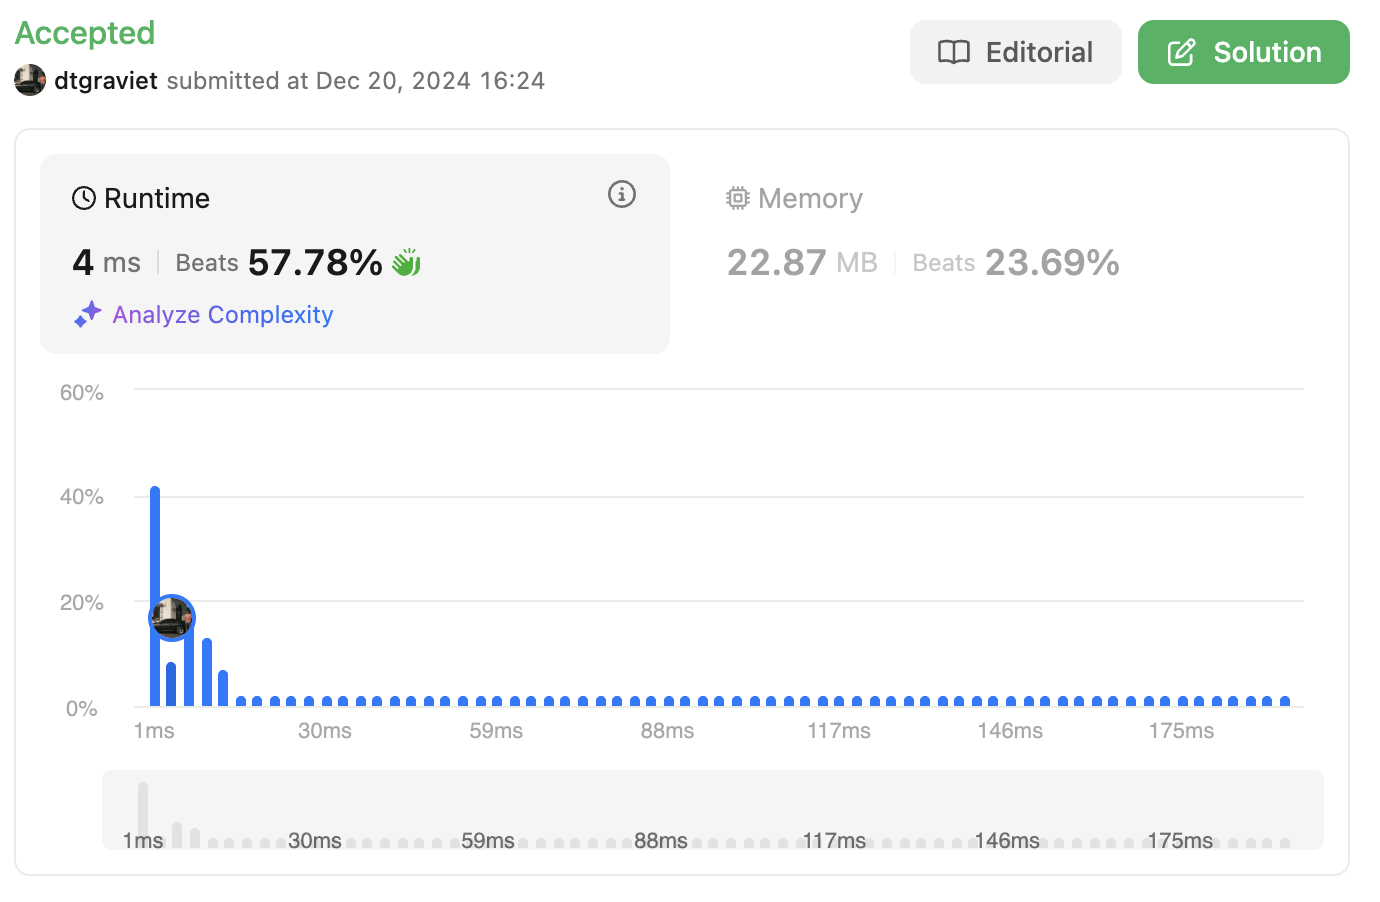 Accepted
Editorial
Solution
dtgraviet submitted at Dec 20, 2024 16:24
Runtime
4 ms | Beats 57.78%
Analyze Complexity
Memory
22.87 MB | Beats 23.69%
60%
40%
20%
0%
1ms 30ms 59ms 88ms 117ms 146ms 175ms
1ms 30ms 59ms 88ms 117ms 146ms 175ms